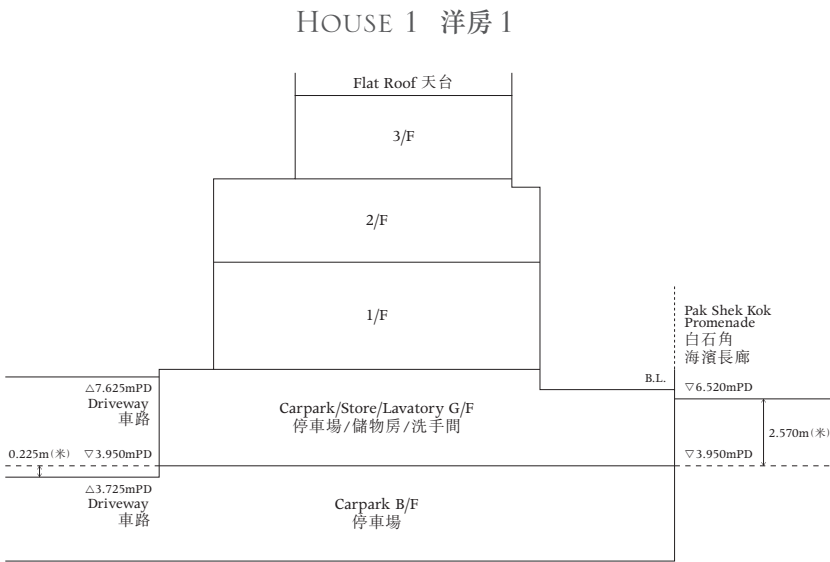 HOUSE 1 洋房 1
Flat Roof 天台
3/F
2/F
1/F
Pak Shek Kok
Promenade
白石角
海濱長廊
B.L.
▽6.520mPD
△7.625mPD
Driveway
車路
Carpark/Store/Lavatory G/F
停車場/儲物房/洗手間
2.570m(米)
0.225m(米)
▽3.950mPD
▽3.950mPD
△3.725mPD
Driveway
車路
Carpark B/F
停車場